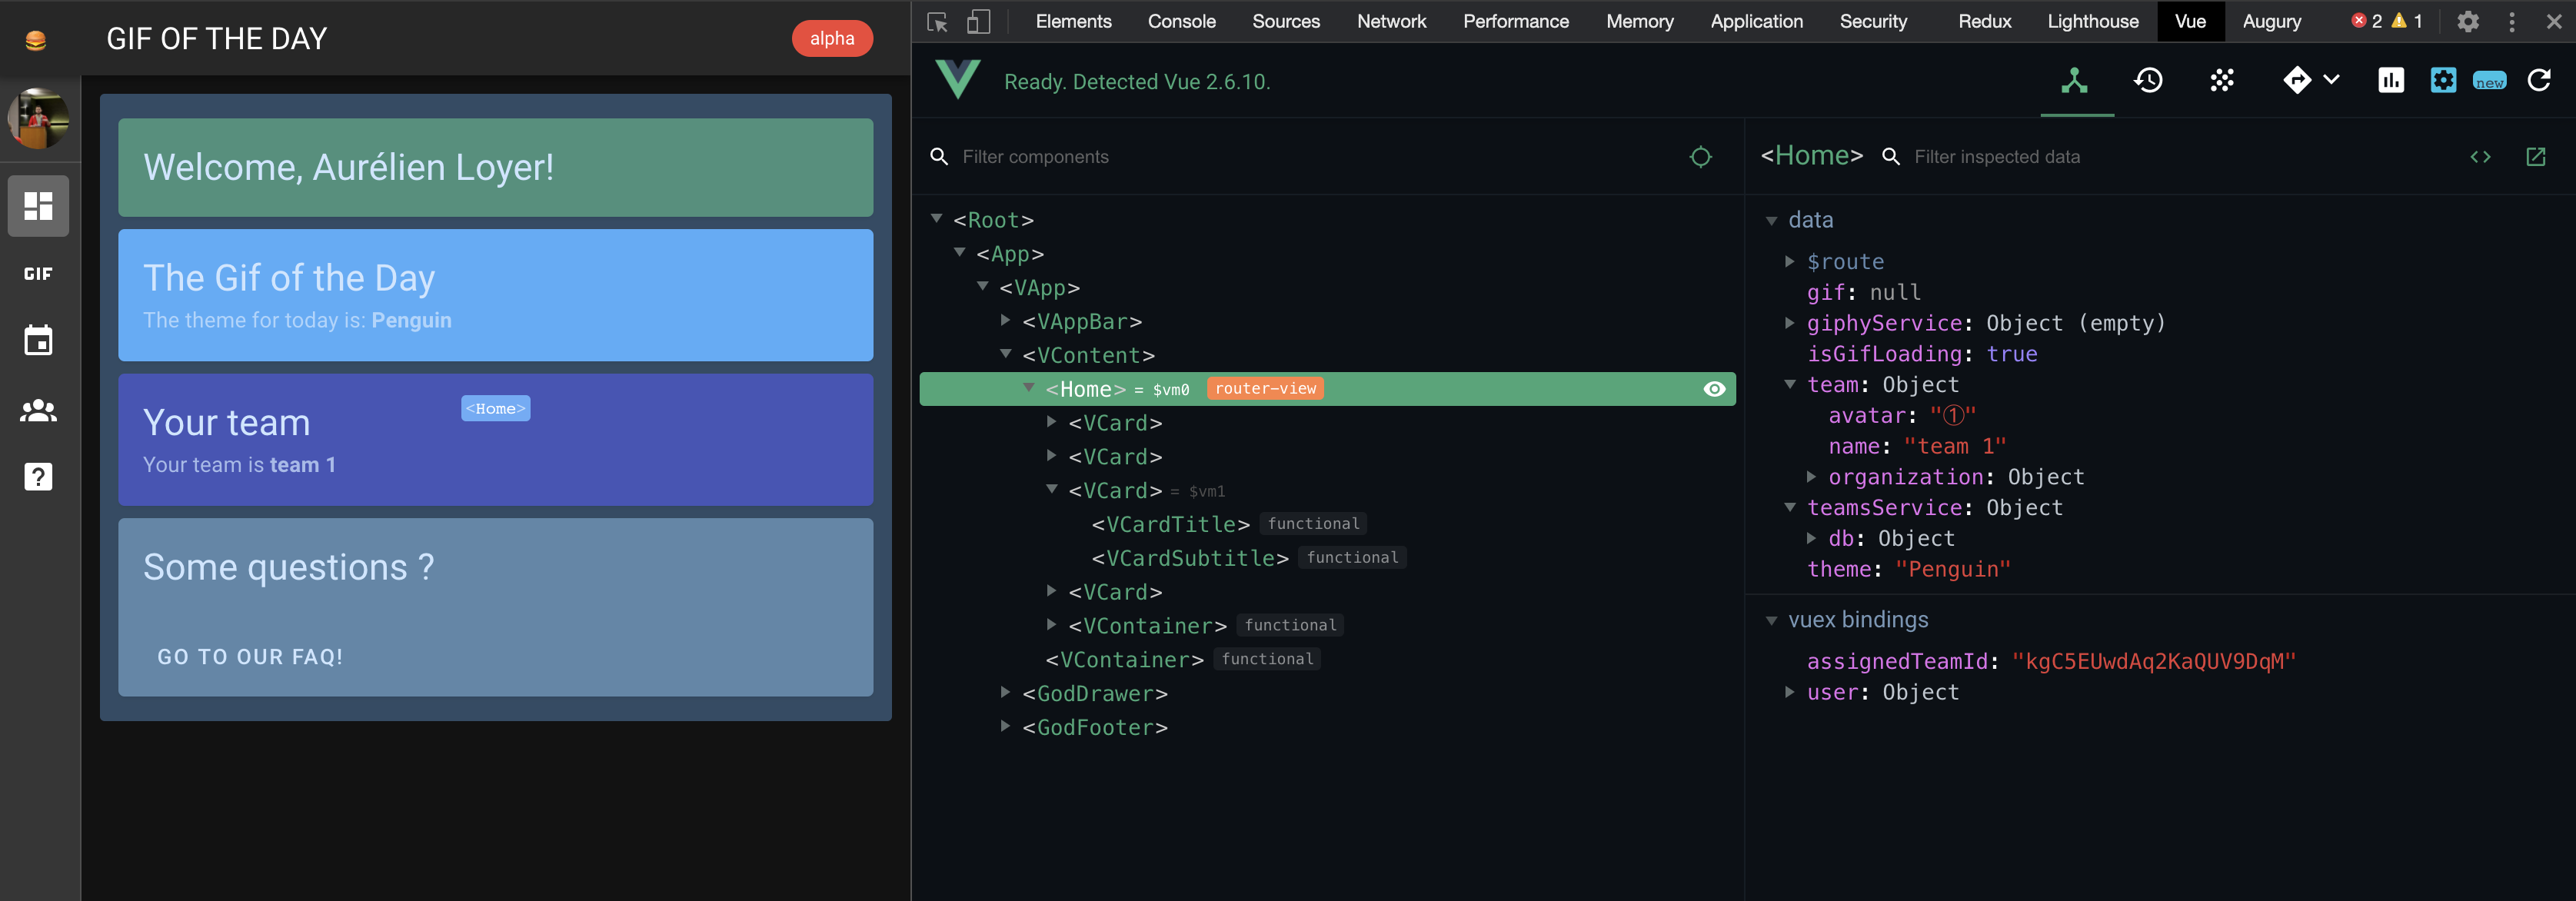 GIF OF THE DAY
alpha
GIF
Welcome, Aurélien Loyer!
The Gif of the Day
The theme for today is: Penguin
Your team
<Home>
Your team is team 1
Some questions ?
GO TO OUR FAQ!
Elements Console Sources Network Performance Memory Application Security Redux Lighthouse Vue Augury 2 1
Ready. Detected Vue 2.6.10.
new
Filter components
<Root>
<App>
<VApp>
<VAppBar>
<VContent>
<Home> = $vm0 router-view
<VCard>
<VCard>
<VCard> = $vm1
<VCardTitle> functional
<VCardSubtitle> functional
<VCard>
<VContainer> functional
<VContainer> functional
<GodDrawer>
<GodFooter>
<Home> Filter inspected data
data
$route
gif: null
giphyService: Object (empty)
isGifLoading: true
team: Object
avatar: "①"
name: "team 1"
organization: Object
teamsService: Object
db: Object
theme: "Penguin"
vuex bindings
assignedTeamId: "kgC5EUwdAq2KaQUV9DqM"
user: Object